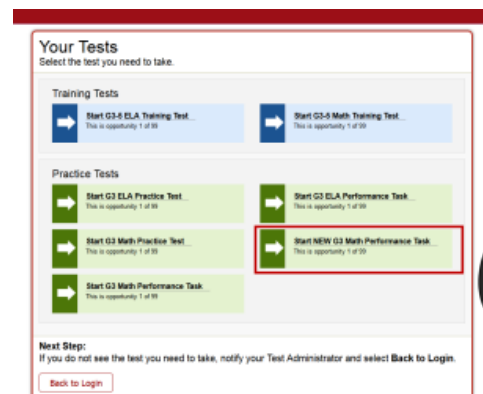 Your Tests
Select the test you need to take.
Training Tests
Start G3-5 ELA Training Test
This is opportunity 1 of 99
Start G3-5 Math Training Test
This is opportunity 1 of 99
Practice Tests
Start G3 ELA Practice Test
This is opportunity 1 of 99
Start G3 ELA Performance Task
This is opportunity 1 of 99
Start G3 Math Practice Test
This is opportunity 1 of 99
Start NEW G3 Math Performance Task
This is opportunity 1 of 99
Start G3 Math Performance Task
This is opportunity 1 of 99
Next Step:
If you do not see the test you need to take, notify your Test Administrator and select Back to Login.
Back to Login